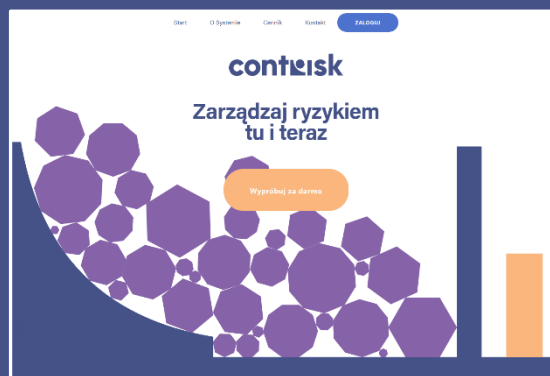 Start O Systemie Cennik Kontakt ZALOGUJ
contrisk
Zarządzaj ryzykiem
tu i teraz
Wypróbuj za darmo